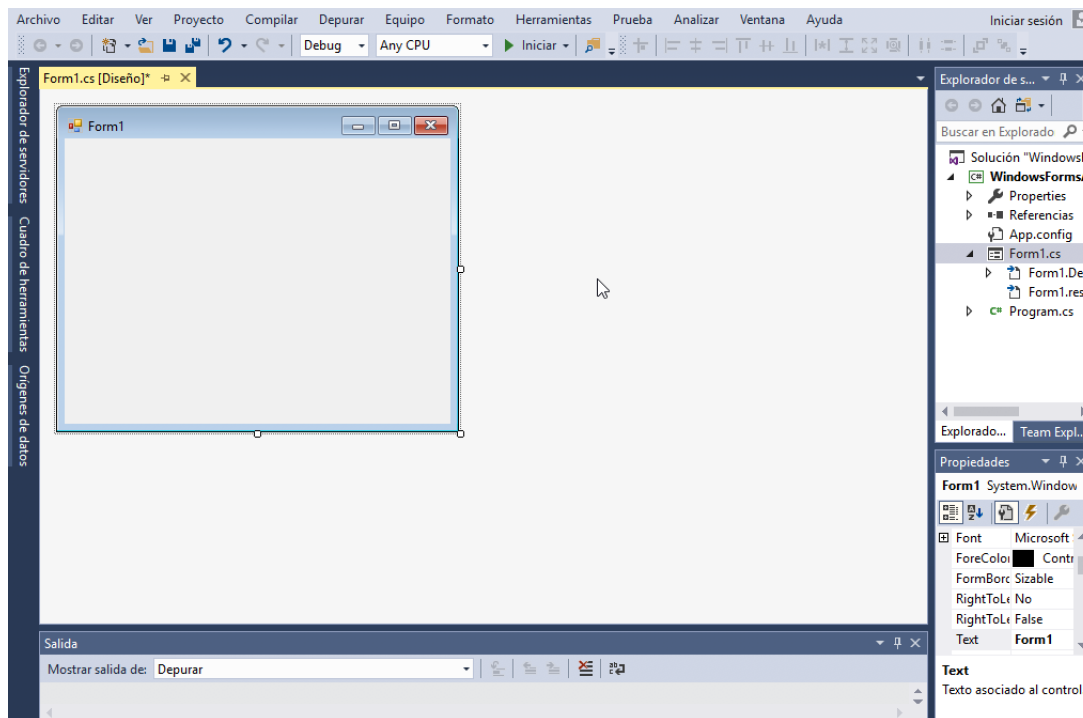 Archivo Editar Ver Proyecto Compilar Depurar Equipo Formato Herramientas Prueba Analizar Ventana Ayuda Iniciar sesión
Debug Any CPU Iniciar
Explorador de servidores
Cuadro de herramientas
Orígenes de datos
Form1.cs [Diseño]*
Form1
Explorador de s...
Buscar en Explorado
Solución "Windows
WindowsForms
Properties
Referencias
App.config
Form1.cs
Form1.De
Form1.res
C# Program.cs
Explorado... Team Expl...
Propiedades
Form1 System.Window
Font Microsoft
ForeColo Contr
FormBorc Sizable
RightToLe No
RightToLe False
Text Form1
Text
Texto asociado al control
Salida
Mostrar salida de: Depurar